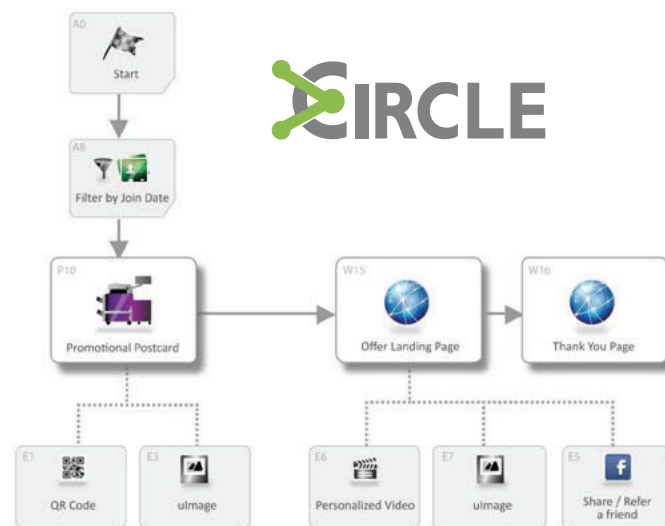 A0
Start
CIRCLE
A8
Filter by Join Date
P10
Promotional Postcard
W15
Offer Landing Page
W16
Thank You Page
E1
QR Code
E3
uImage
E6
Personalized Video
E7
uImage
E5
f
Share / Refer
a friend